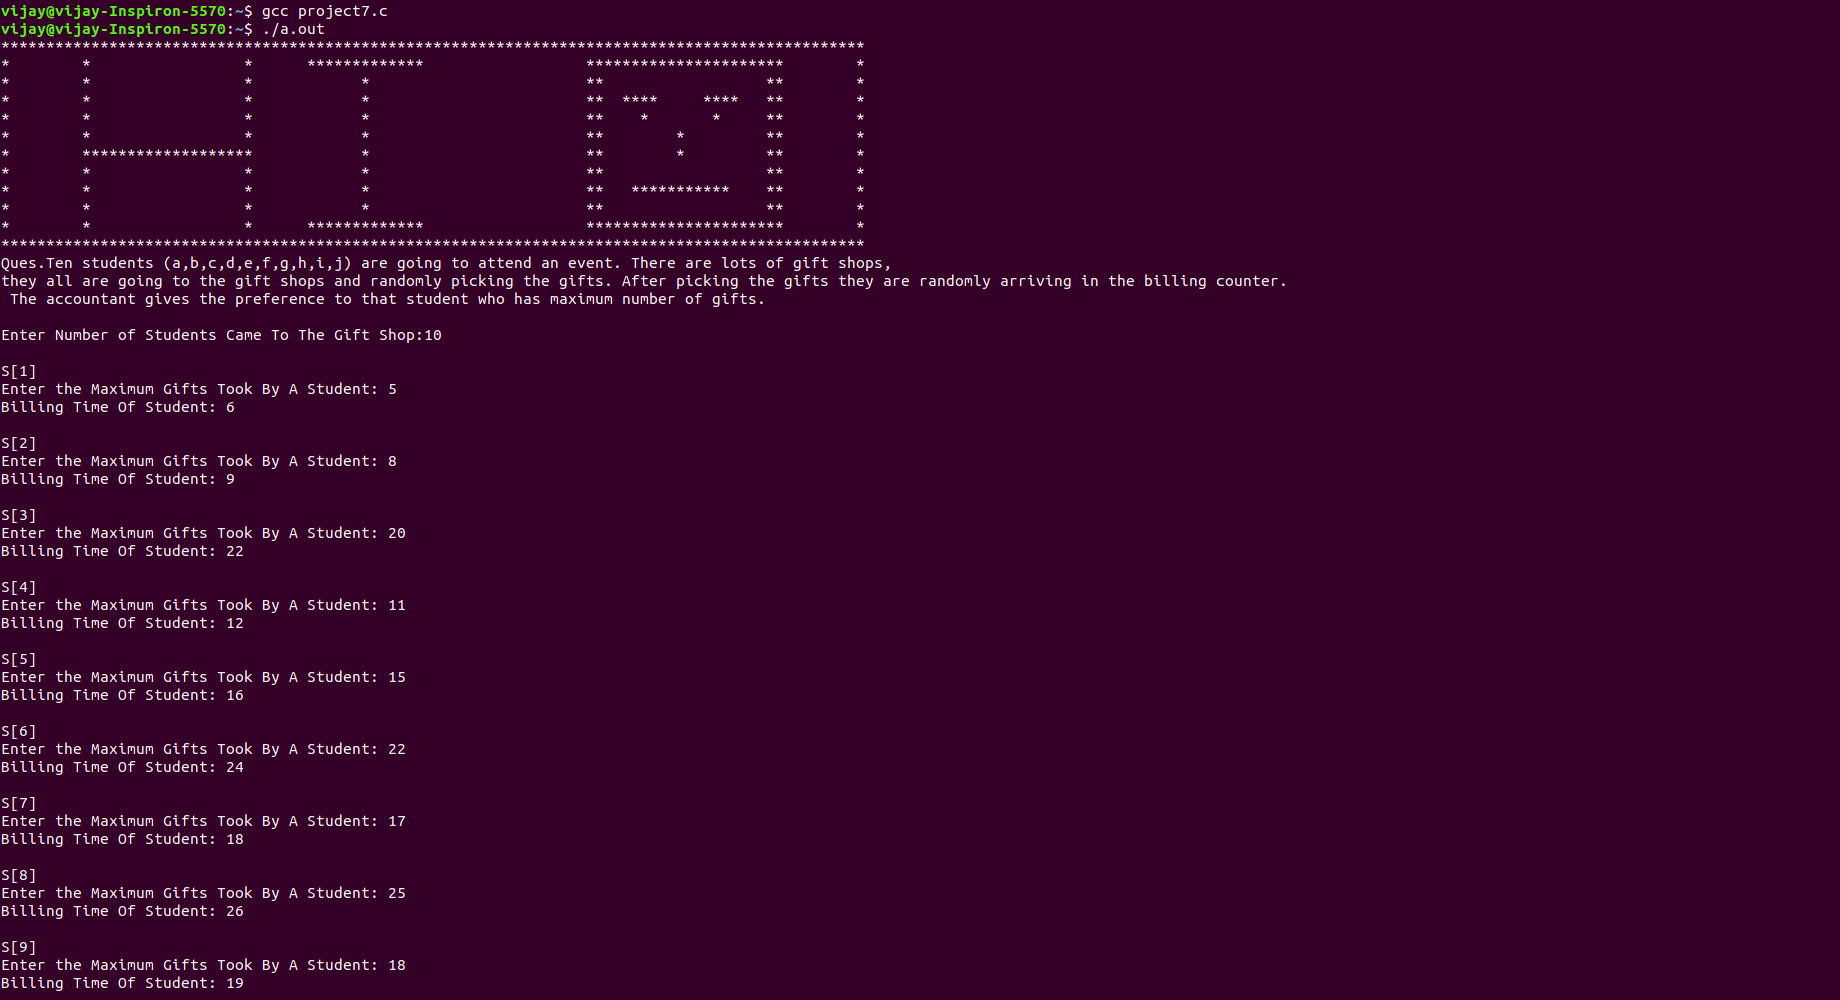 vijay@vijay-Inspiron-5570:~$ gcc project7.c
vijay@vijay-Inspiron-5570:~$ ./a.out
************************************************************************************************
*        *                 *      *************                  **********************        *
*        *                 *            *                        **                  **        *
*        *                 *            *                        **  ****     ****   **        *
*        *                 *            *                        **    *       *     **        *
*        *                 *            *                        **        *         **        *
*        *******************            *                        **        *         **        *
*        *                 *            *                        **                  **        *
*        *                 *            *                        **   ***********    **        *
*        *                 *            *                        **                  **        *
*        *                 *      *************                  **********************        *
************************************************************************************************
Ques.Ten students (a,b,c,d,e,f,g,h,i,j) are going to attend an event. There are lots of gift shops,
they all are going to the gift shops and randomly picking the gifts. After picking the gifts they are randomly arriving in the billing counter.
 The accountant gives the preference to that student who has maximum number of gifts.

Enter Number of Students Came To The Gift Shop:10

S[1]
Enter the Maximum Gifts Took By A Student: 5
Billing Time Of Student: 6

S[2]
Enter the Maximum Gifts Took By A Student: 8
Billing Time Of Student: 9

S[3]
Enter the Maximum Gifts Took By A Student: 20
Billing Time Of Student: 22

S[4]
Enter the Maximum Gifts Took By A Student: 11
Billing Time Of Student: 12

S[5]
Enter the Maximum Gifts Took By A Student: 15
Billing Time Of Student: 16

S[6]
Enter the Maximum Gifts Took By A Student: 22
Billing Time Of Student: 24

S[7]
Enter the Maximum Gifts Took By A Student: 17
Billing Time Of Student: 18

S[8]
Enter the Maximum Gifts Took By A Student: 25
Billing Time Of Student: 26

S[9]
Enter the Maximum Gifts Took By A Student: 18
Billing Time Of Student: 19